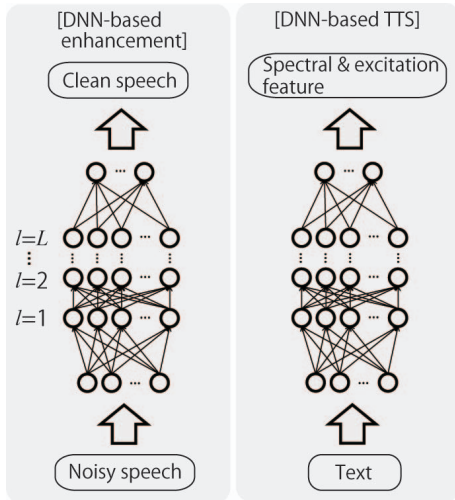 [DNN-based
enhancement]
Clean speech
...
l=L
...
...
l=2
...
l=1
...
...
Noisy speech
[DNN-based TTS]
Spectral & excitation
feature
...
...
...
...
...
...
Text